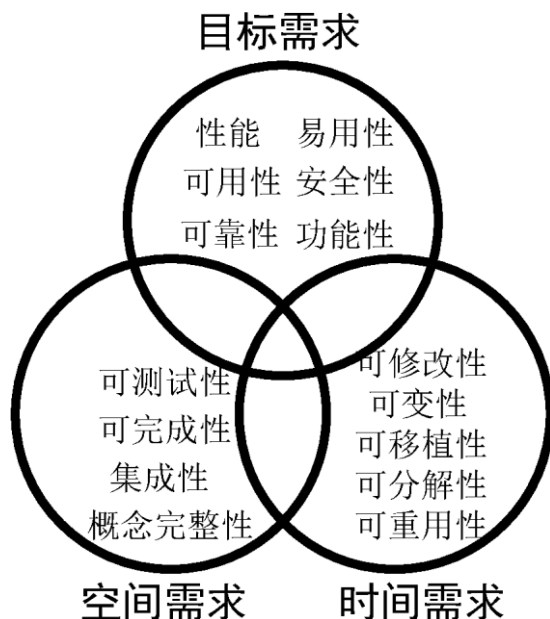 目标需求
性能 易用性
可用性 安全性
可靠性 功能性
可测试性
可完成性
集成性
概念完整性
可修改性
可变性
可移植性
可分解性
可重用性
空间需求 时间需求